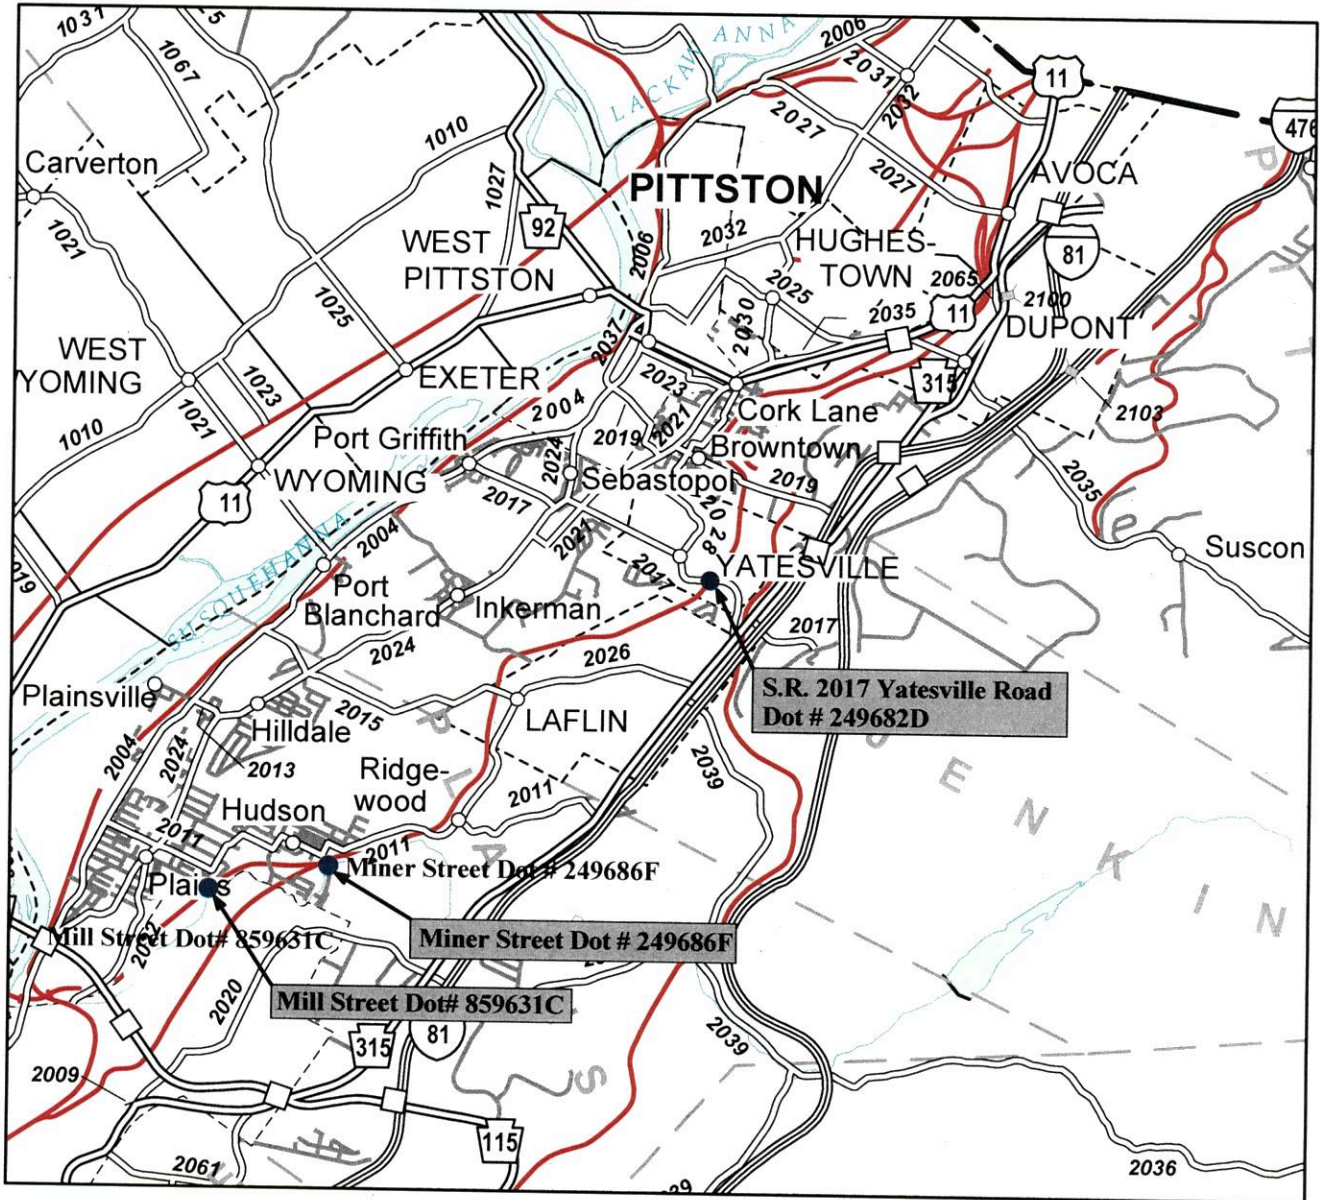 1031
1067
5
LACKAWANNA
2006
2031
2032
11
476
1010
2027
2027
AVOCA
Carverton
1027
PITTSTON
P
1021
92
WEST
PITTSTON
2006
2032
HUGHES-
TOWN
81
2065
2100
2025
1025
2030
2035
11
DUPONT
I
T
WEST
YOMING
2037
1023
EXETER
2023
315
2103
1021
2004
2021
Cork Lane
1010
Port Griffith
2019
Browntown
2024
Sebastopol
2019
2035
WYOMING
2017
2028
11
2004
2021
Suscon
019
SUSQUEHANNA
Port
Blanchard
2017
YATESVILLE
Inkerman
2017
2024
2026
S.R. 2017 Yatesville Road
Dot # 249682D
Plainsville
2015
P
LAFLIN
Hilldale
2004
2024
2013
Ridge-
wood
L
2039
2011
E
N
Hudson
2011
2011
A
K
Miner Street Dot # 249686F
Plains
I
N
Mill Street Dot# 859631C
Miner Street Dot # 249686F
2020
Mill Street Dot# 859631C
315
81
2039
2009
S
115
2061
2036